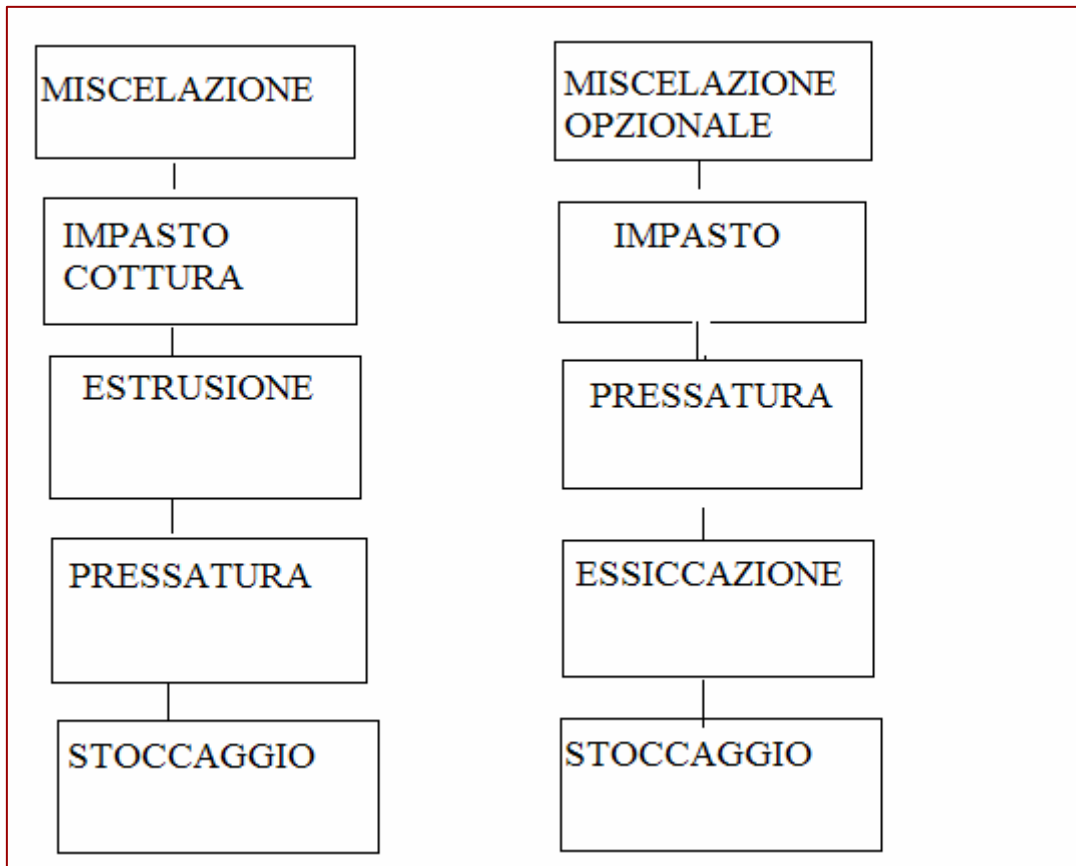 MISCELAZIONE
IMPASTO
COTTURA
ESTRUSIONE
PRESSATURA
STOCCAGGIO
MISCELAZIONE
OPZIONALE
IMPASTO
PRESSATURA
ESSICCAZIONE
STOCCAGGIO